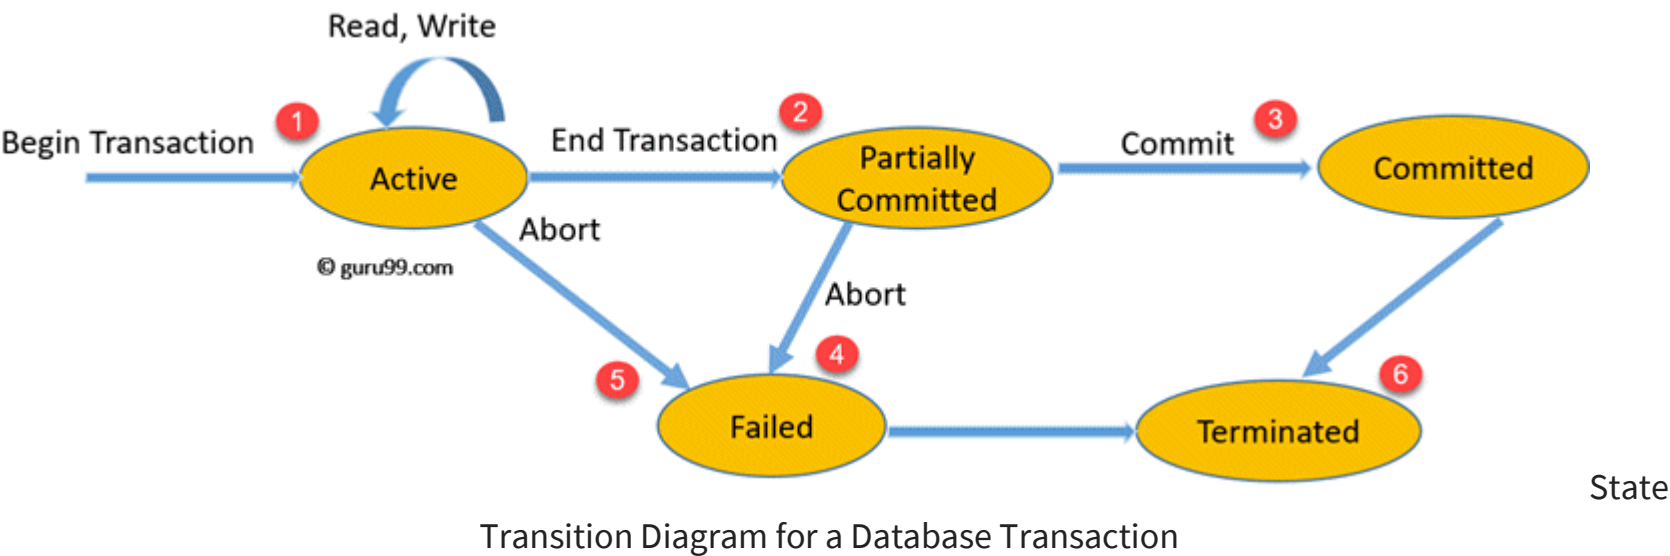 Read, Write
Begin Transaction
1
Active
End Transaction
2
Partially
Committed
Commit
3
Committed
Abort
© guru99.com
Abort
5
4
Failed
6
Terminated
State
Transition Diagram for a Database Transaction